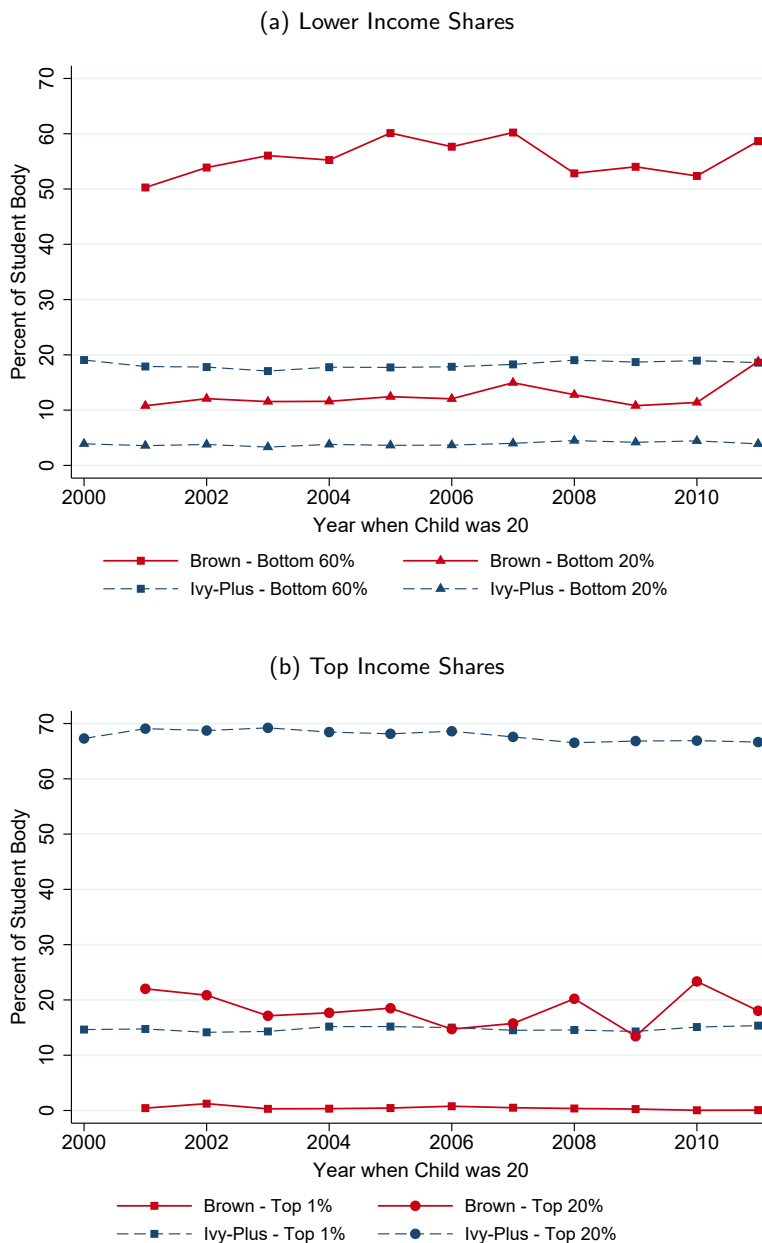 (a) Lower Income Shares
70
60
50
40
30
20
10
0
Percent of Student Body
2000 2002 2004 2006 2008 2010
Year when Child was 20
Brown - Bottom 60% Brown - Bottom 20%
Ivy-Plus - Bottom 60% Ivy-Plus - Bottom 20%
(b) Top Income Shares
70
60
50
40
30
20
10
0
Percent of Student Body
2000 2002 2004 2006 2008 2010
Year when Child was 20
Brown - Top 1% Brown - Top 20%
Ivy-Plus - Top 1% Ivy-Plus - Top 20%